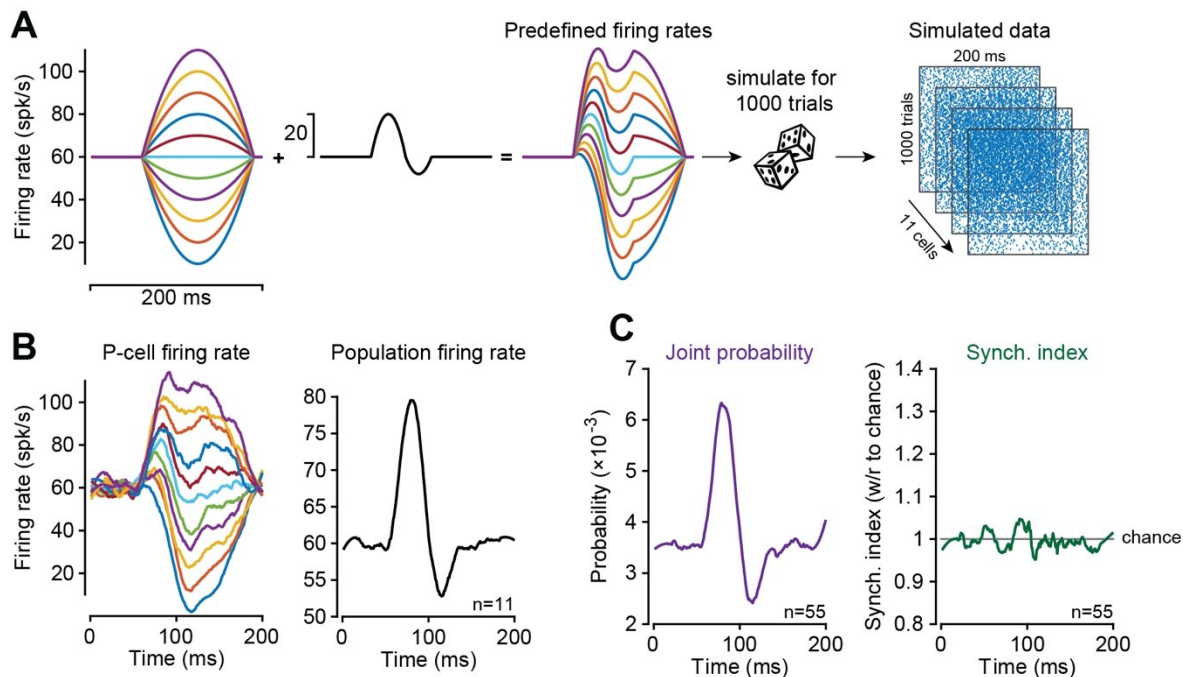 A
Firing rate (spk/s)
100
80
60
40
20
200 ms
+
20
=
Predefined firing rates
simulate for
1000 trials
Simulated data
200 ms
1000 trials
11 cells
B
P-cell firing rate
Firing rate (spk/s)
100
80
60
40
20
0
100
200
Time (ms)
Population firing rate
80
75
70
65
60
55
50
n=11
0
100
200
Time (ms)
C
Joint probability
Probability (×10⁻³)
7
6
5
4
3
2
n=55
0
100
200
Time (ms)
Synch. index
Synch. index (w/r to chance)
1.4
1.3
1.2
1.1
1
0.9
0.8
chance
n=55
0
100
200
Time (ms)